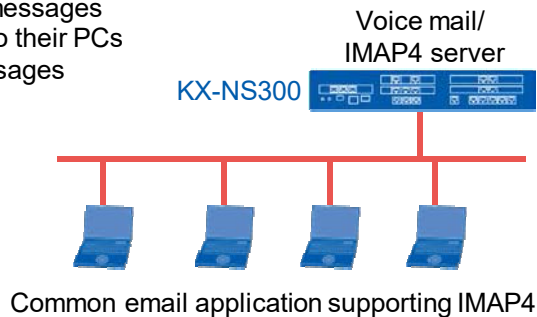 messages
o their PCs
sages
Voice mail/
IMAP4 server
KX-NS300
Common email application supporting IMAP4